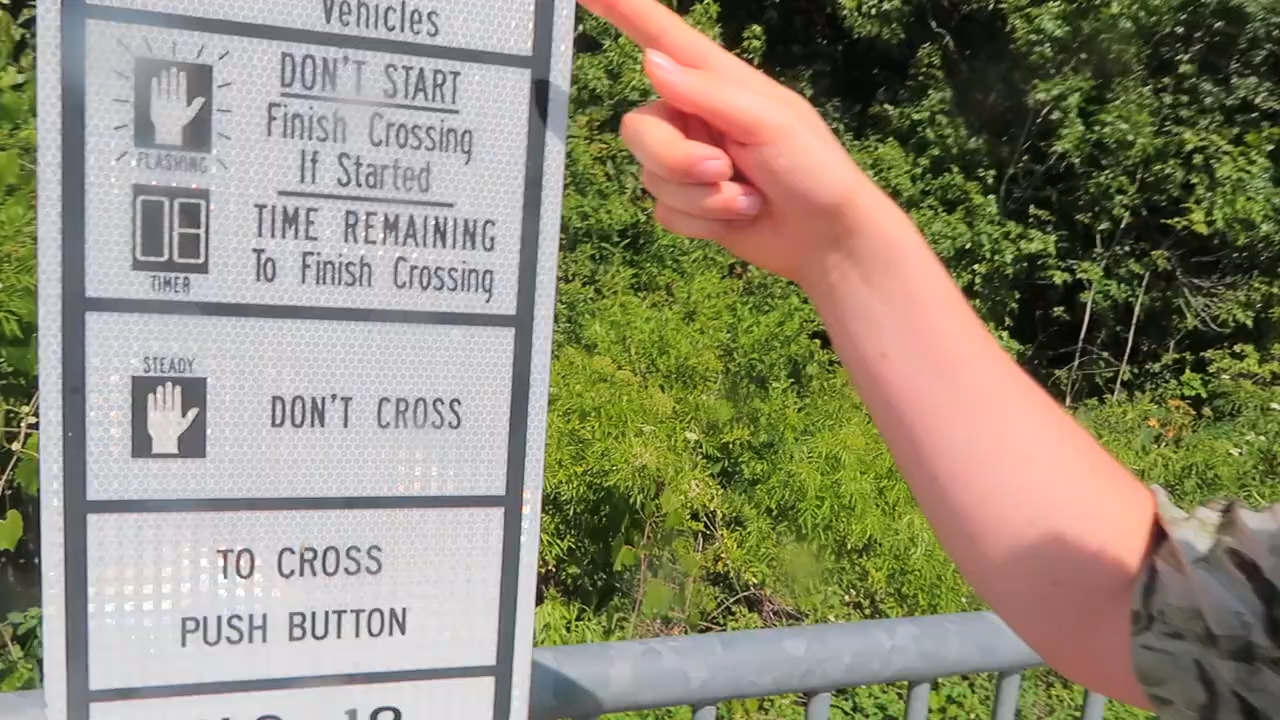 Vehicles
DON'T START
Finish Crossing
If Started
FLASHING
TIME REMAINING
To Finish Crossing
TIMER
STEADY
DON'T CROSS
TO CROSS
PUSH BUTTON